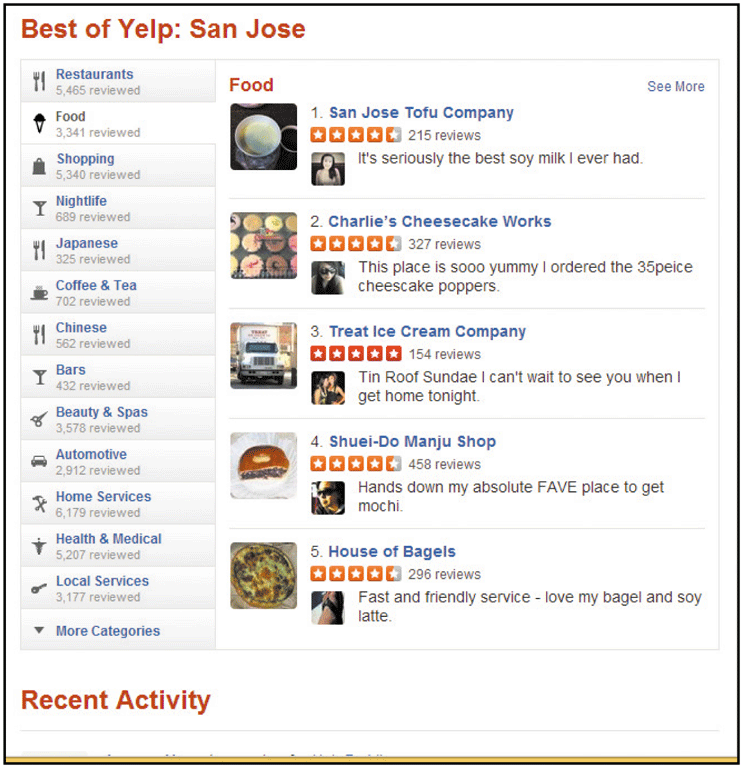 Best of Yelp: San Jose
Restaurants
5,465 reviewed
Food
3,341 reviewed
Shopping
5,340 reviewed
Nightlife
689 reviewed
Japanese
325 reviewed
Coffee & Tea
702 reviewed
Chinese
562 reviewed
Bars
432 reviewed
Beauty & Spas
3,578 reviewed
Automotive
2,912 reviewed
Home Services
6,179 reviewed
Health & Medical
5,207 reviewed
Local Services
3,177 reviewed
More Categories
Food See More
1. San Jose Tofu Company
215 reviews
It's seriously the best soy milk I ever had.
2. Charlie's Cheesecake Works
327 reviews
This place is sooo yummy I ordered the 35peice
cheescake poppers.
3. Treat Ice Cream Company
TREAT
154 reviews
Tin Roof Sundae I can't wait to see you when I
get home tonight.
4. Shuei-Do Manju Shop
458 reviews
Hands down my absolute FAVE place to get
mochi.
5. House of Bagels
296 reviews
Fast and friendly service - love my bagel and soy
latte.
Recent Activity